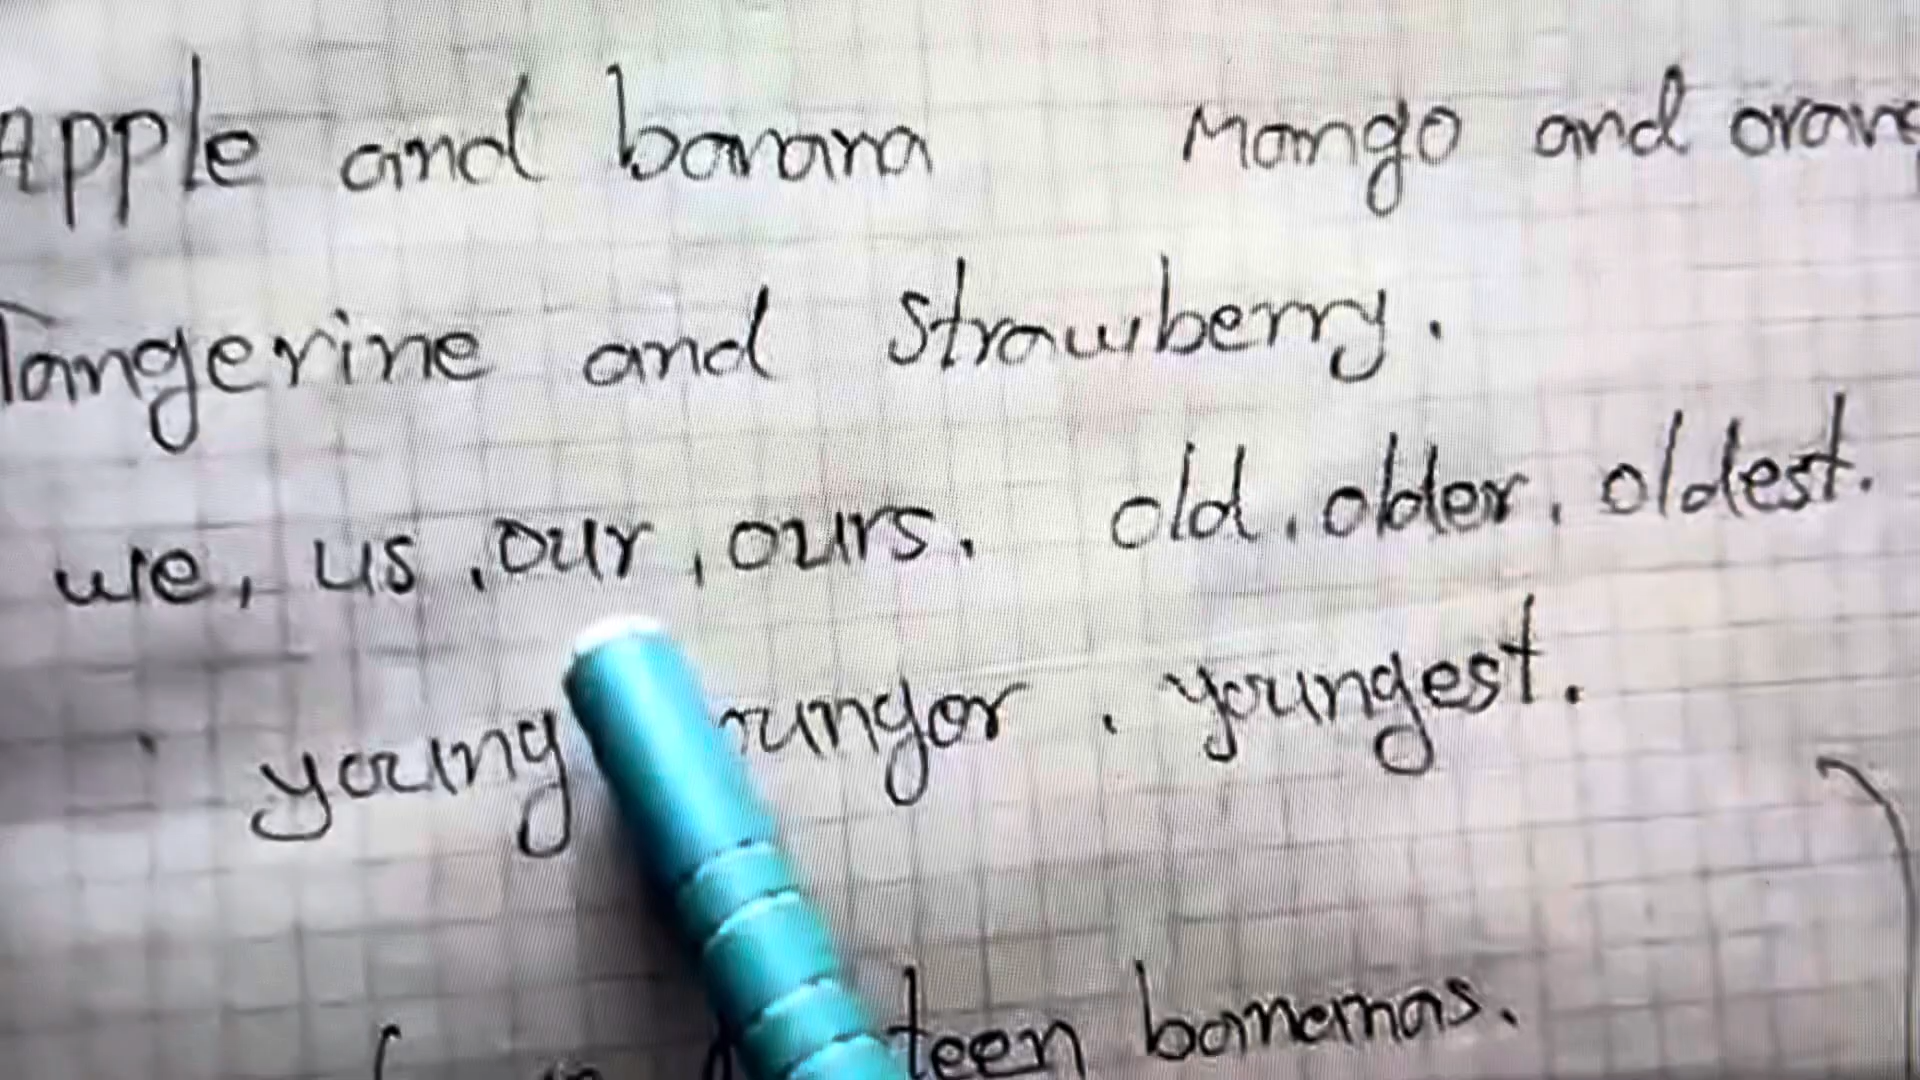 Apple and banana Mango and orang
Tangerine and strawberry.
we, us, our, ours. old, older, oldest.
young youngest.
teen bananas.